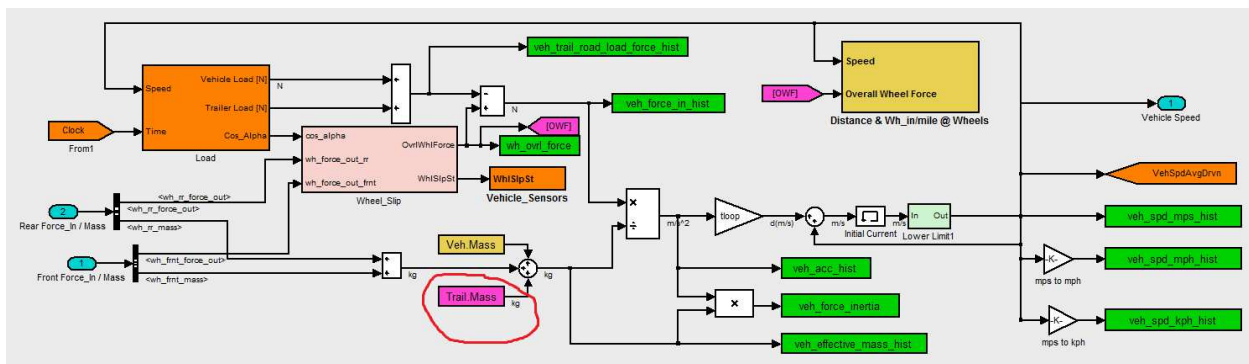 veh_trail_road_load_force_hist
Vehicle Load [N]
N
Speed
Trailer Load [N]
Time
Cos_Alpha
Load
Clock
From1
N
veh_force_in_hist
[OWF]
wh_ovrl_force
cos_alpha
OvrlWhlForce
wh_force_out_rr
WhlSlpSt
wh_force_out_frnt
Wheel_Slip
WhlSlpSt
Vehicle_Sensors
Speed
[OWF]
Overall Wheel Force
Distance & Wh_in/mile @ Wheels
1
Vehicle Speed
VehSpdAvgDrvn
2
Rear Force_In / Mass
<wh_rr_force_out>
<wh_rr_force_out>
<wh_rr_mass>
1
Front Force_In / Mass
<wh_frnt_force_out>
<wh_frnt_mass>
kg
Veh.Mass
kg
Trail.Mass
kg
m/s^2
tloop
d(m/s)
m/s
Initial Current
m/s
In
Out
Lower Limit1
veh_spd_mps_hist
-K-
mps to mph
veh_spd_mph_hist
-K-
mps to kph
veh_spd_kph_hist
veh_acc_hist
veh_force_inertia
veh_effective_mass_hist